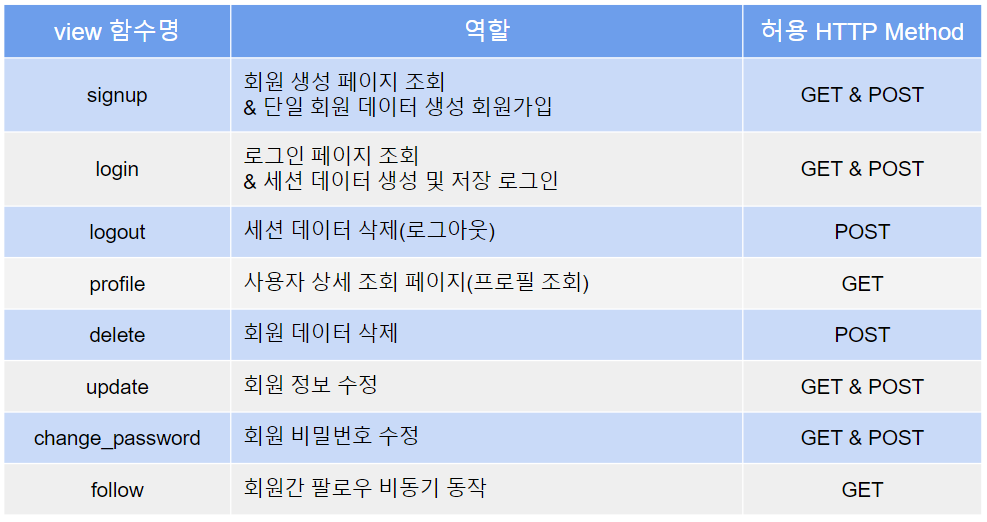 view 함수명 역할 허용 HTTP Method
signup 회원 생성 페이지 조회 GET & POST
& 단일 회원 데이터 생성 회원가입
login 로그인 페이지 조회 GET & POST
& 세션 데이터 생성 및 저장 로그인
logout 세션 데이터 삭제(로그아웃) POST
profile 사용자 상세 조회 페이지(프로필 조회) GET
delete 회원 데이터 삭제 POST
update 회원 정보 수정 GET & POST
change_password 회원 비밀번호 수정 GET & POST
follow 회원간 팔로우 비동기 동작 GET